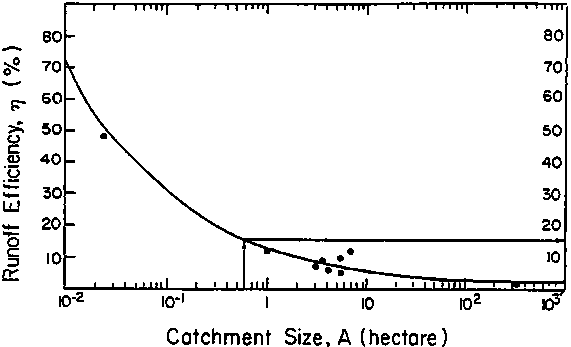 80 80
70 70
60 60
50 50
40 40
30 30
20 20
10 10
10-2 10-1 1 10 102 103
Runoff Efficiency, η (%)
Catchment Size, A (hectare)